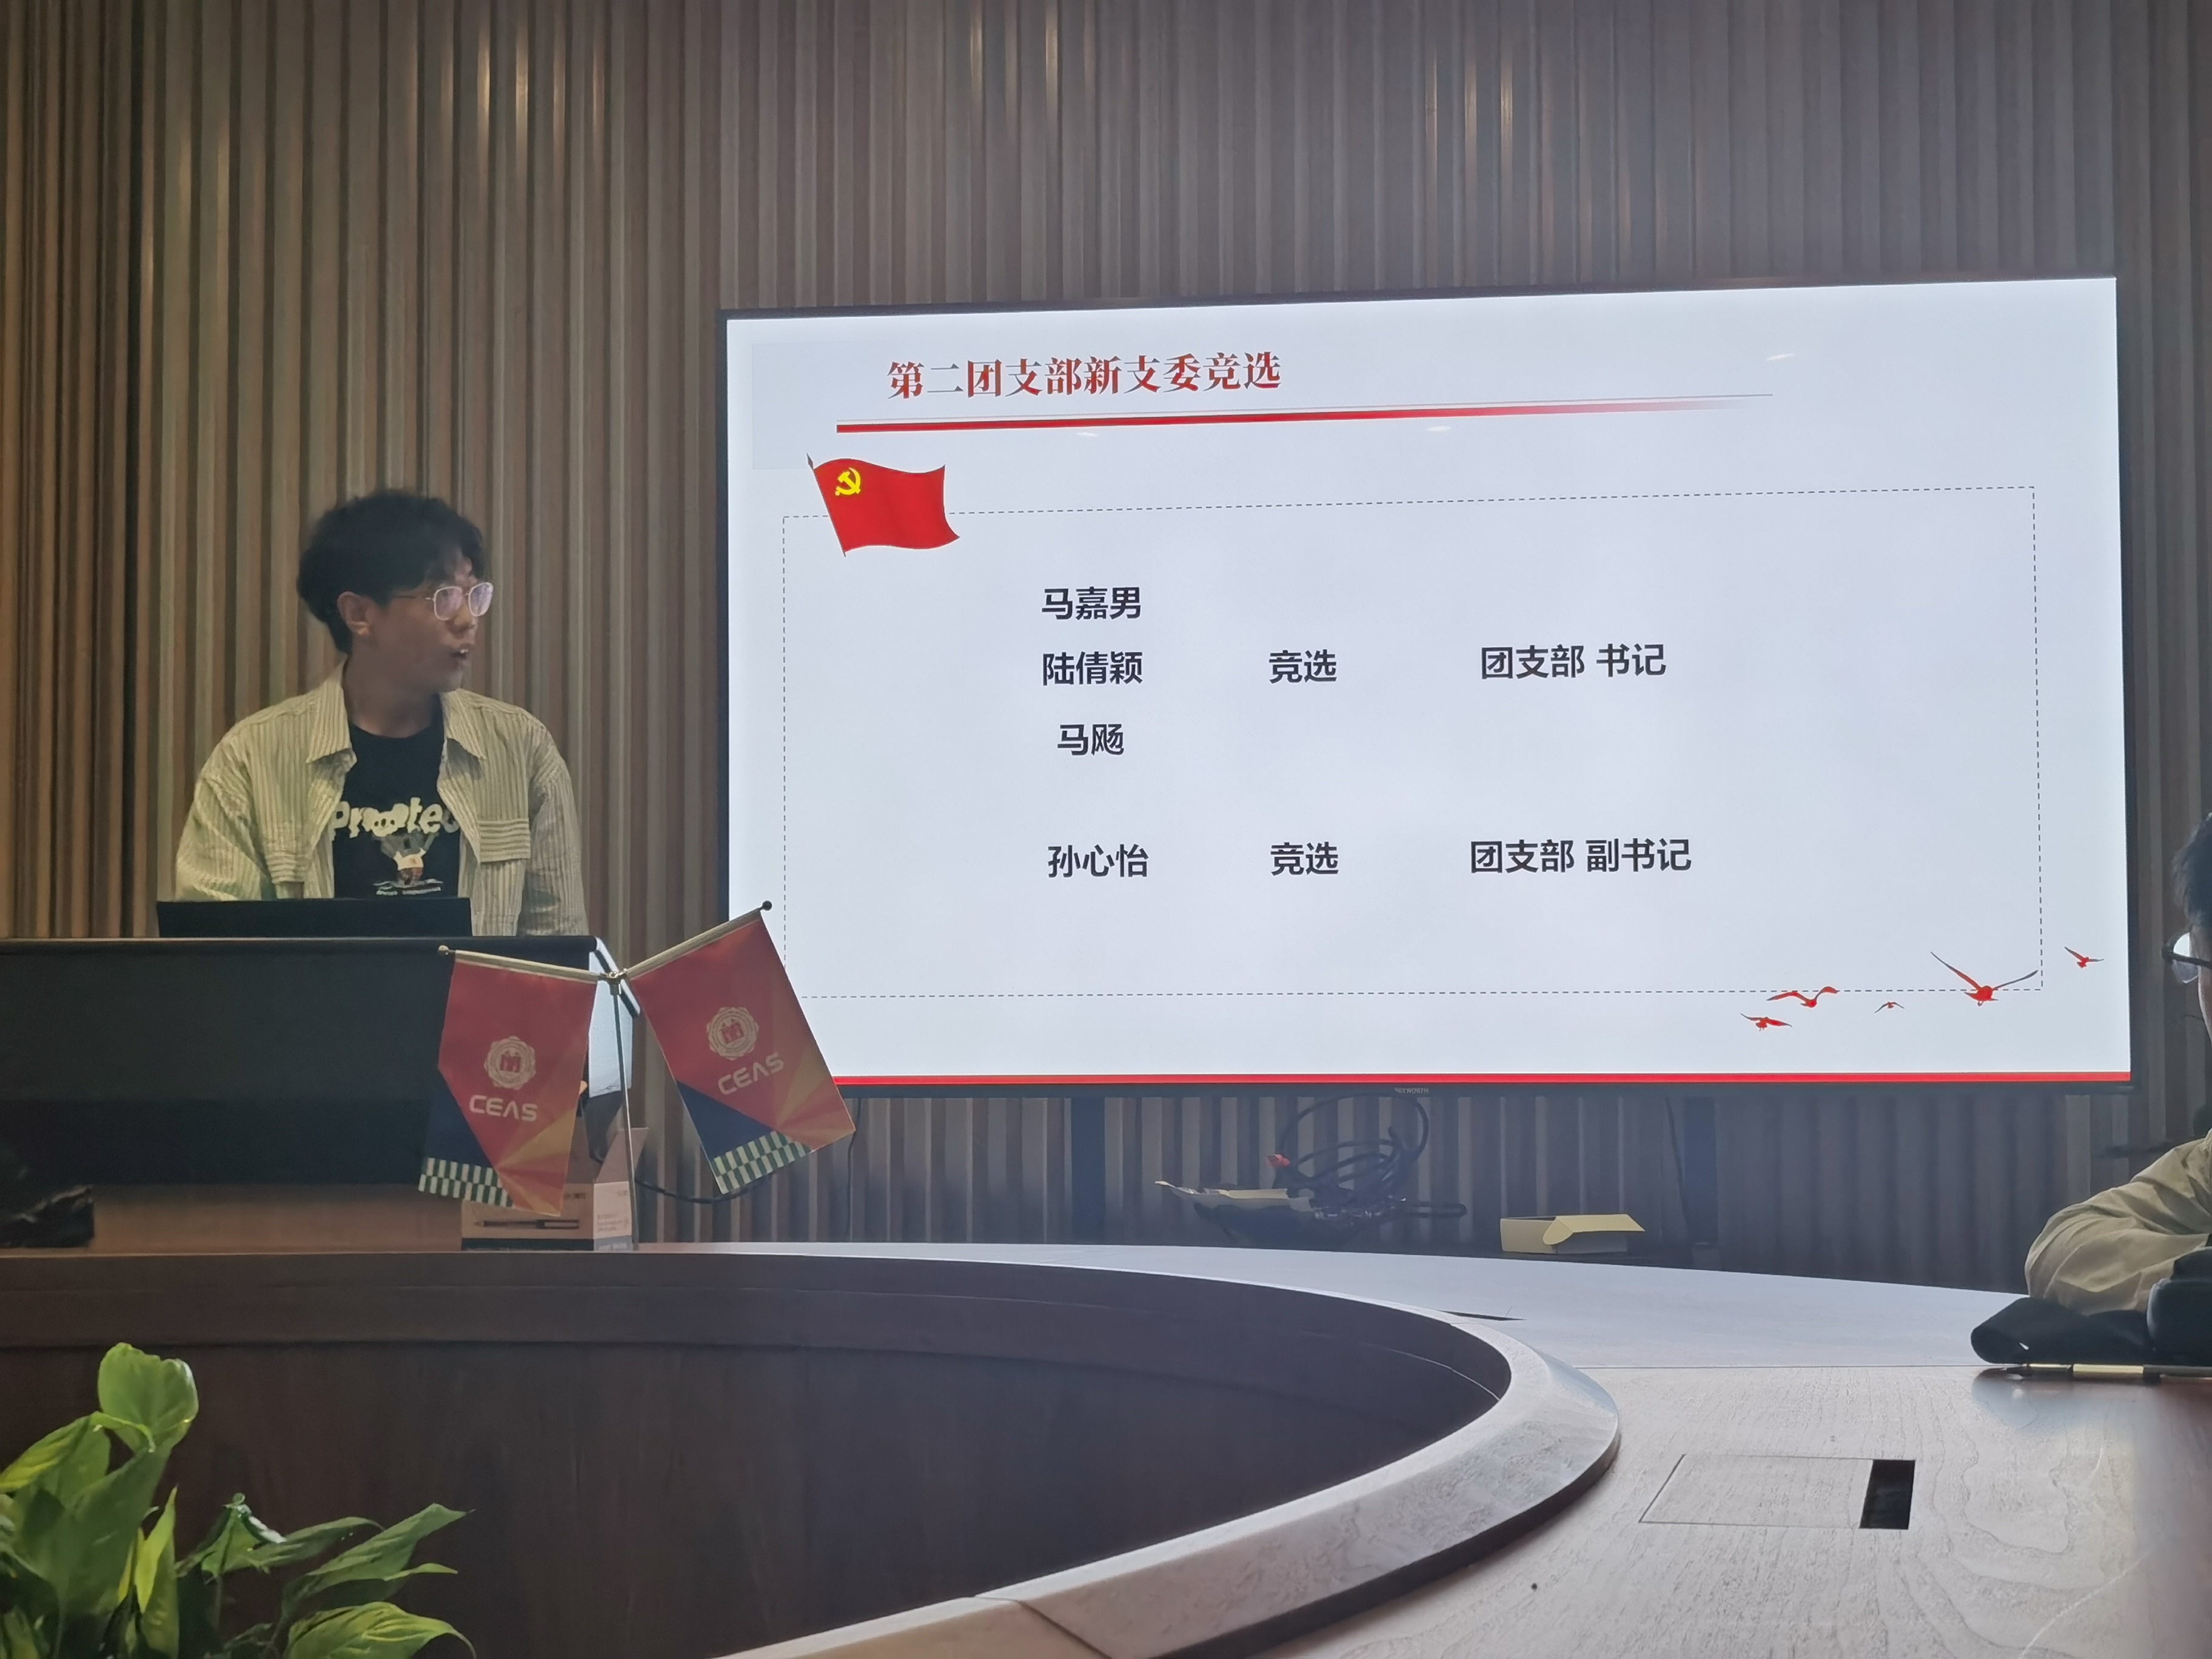 第二团支部新支委竞选
马嘉男
陆倩颖 竞选 团支部 书记
马飏
孙心怡 竞选 团支部 副书记
CEAS
CEAS